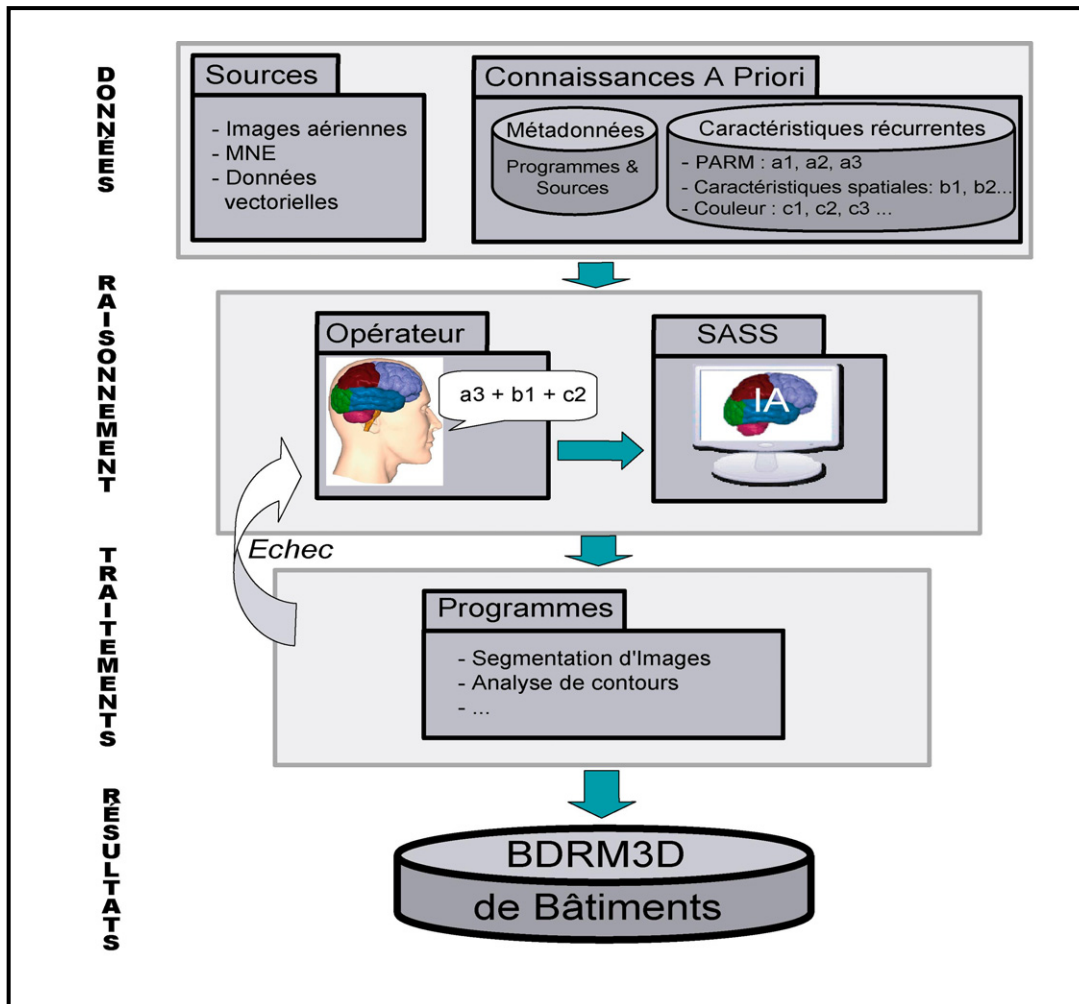 DONNÉES
Sources
- Images aériennes
- MNE
- Données
vectorielles
Connaissances A Priori
Métadonnées
Programmes &
Sources
Caractéristiques récurrentes
- PARM : a1, a2, a3
- Caractéristiques spatiales: b1, b2...
- Couleur : c1, c2, c3 ...
RAISONNEMENT
Opérateur
a3 + b1 + c2
SASS
IA
Echec
TRAITEMENTS
Programmes
- Segmentation d'Images
- Analyse de contours
- ...
RÉSULTATS
BDRM3D
de Bâtiments